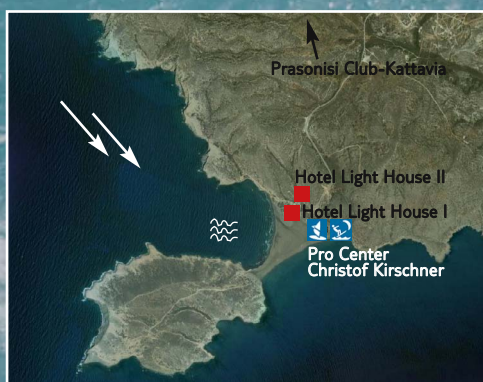 Prasonisi Club-Kattavia
Hotel Light House II
Hotel Light House I
Pro Center
Christof Kirschner